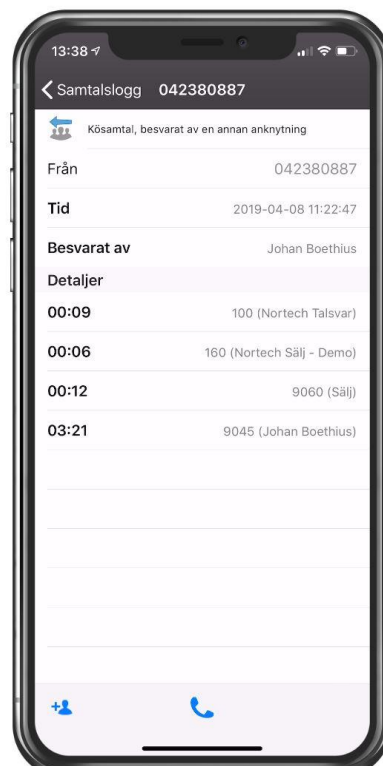 13:38
Samtalslogg 042380887
Kösamtal, besvarat av en annan anknytning
Från 042380887
Tid 2019-04-08 11:22:47
Besvarat av Johan Boethius
Detaljer
00:09 100 (Nortech Talsvar)
00:06 160 (Nortech Sälj - Demo)
00:12 9060 (Sälj)
03:21 9045 (Johan Boethius)